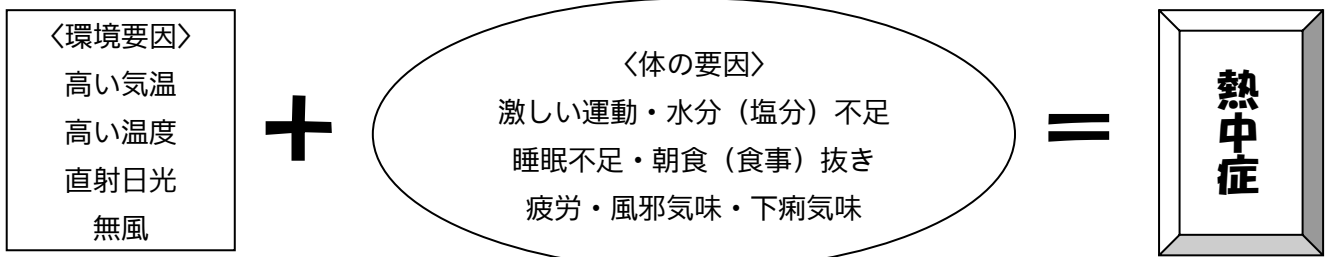 〈環境要因〉
高い気温
高い温度
直射日光
無風
＋
〈体の要因〉
激しい運動・水分（塩分）不足
睡眠不足・朝食（食事）抜き
疲労・風邪気味・下痢気味
＝
熱中症